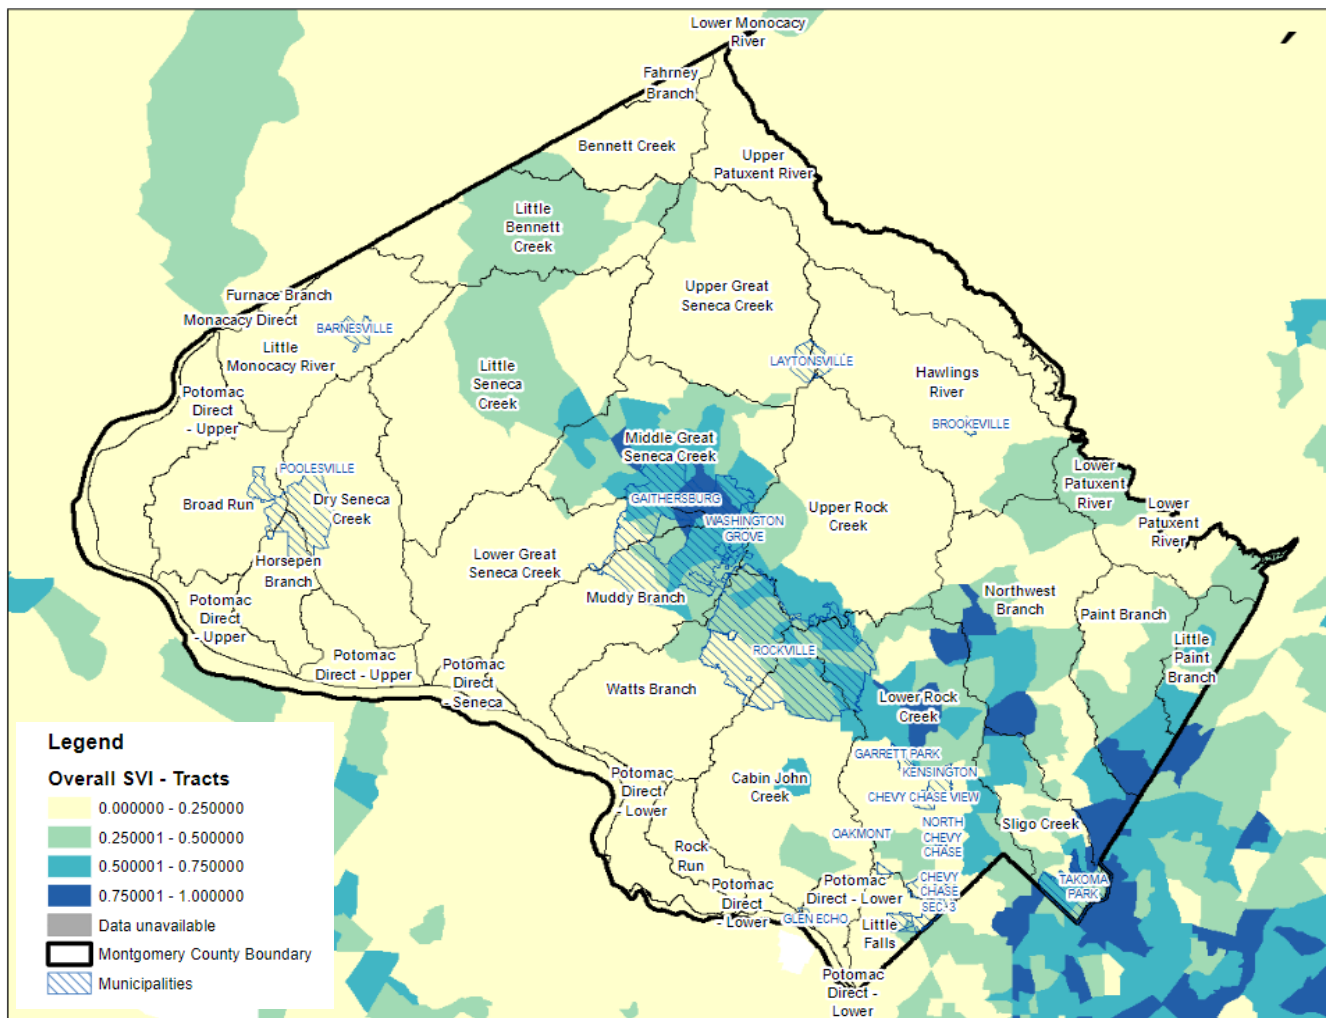 Lower Monocacy
River
Fahrney
Branch
Bennett Creek
Upper
Patuxent River
Little
Bennett
Creek
Upper Great
Seneca Creek
Furnace Branch
Monacacy Direct
BARNESVILLE
Little
Monocacy River
LAYTONSVILLE
Hawlings
River
Little
Seneca
Creek
Potomac
Direct
- Upper
BROOKEVILLE
Middle Great
Seneca Creek
POOLESVILLE
Lower
Patuxent
River
Broad Run
Dry Seneca
Creek
GAITHERSBURG
Upper Rock
Creek
WASHINGTON
GROVE
Lower
Patuxent
River
Lower Great
Seneca Creek
Horsepen
Branch
Muddy Branch
Northwest
Branch
Paint Branch
Potomac
Direct
- Upper
Little
Paint
Branch
ROCKVILLE
Potomac
Direct - Upper
Potomac
Direct
- Seneca
Watts Branch
Lower Rock
Creek
GARRETT PARK
KENSINGTON
Potomac
Direct
- Lower
Cabin John
Creek
CHEVY CHASE VIEW
NORTH
CHEVY
CHASE
Sligo Creek
OAKMONT
Rock
Run
CHEVY
CHASE
SEC. 3
TAKOMA
PARK
Potomac
Direct
- Lower
Potomac
Direct - Lower
GLEN ECHO
Little
Falls
Potomac
Direct -
Lower
Legend
Overall SVI - Tracts
0.000000 - 0.250000
0.250001 - 0.500000
0.500001 - 0.750000
0.750001 - 1.000000
Data unavailable
Montgomery County Boundary
Municipalities